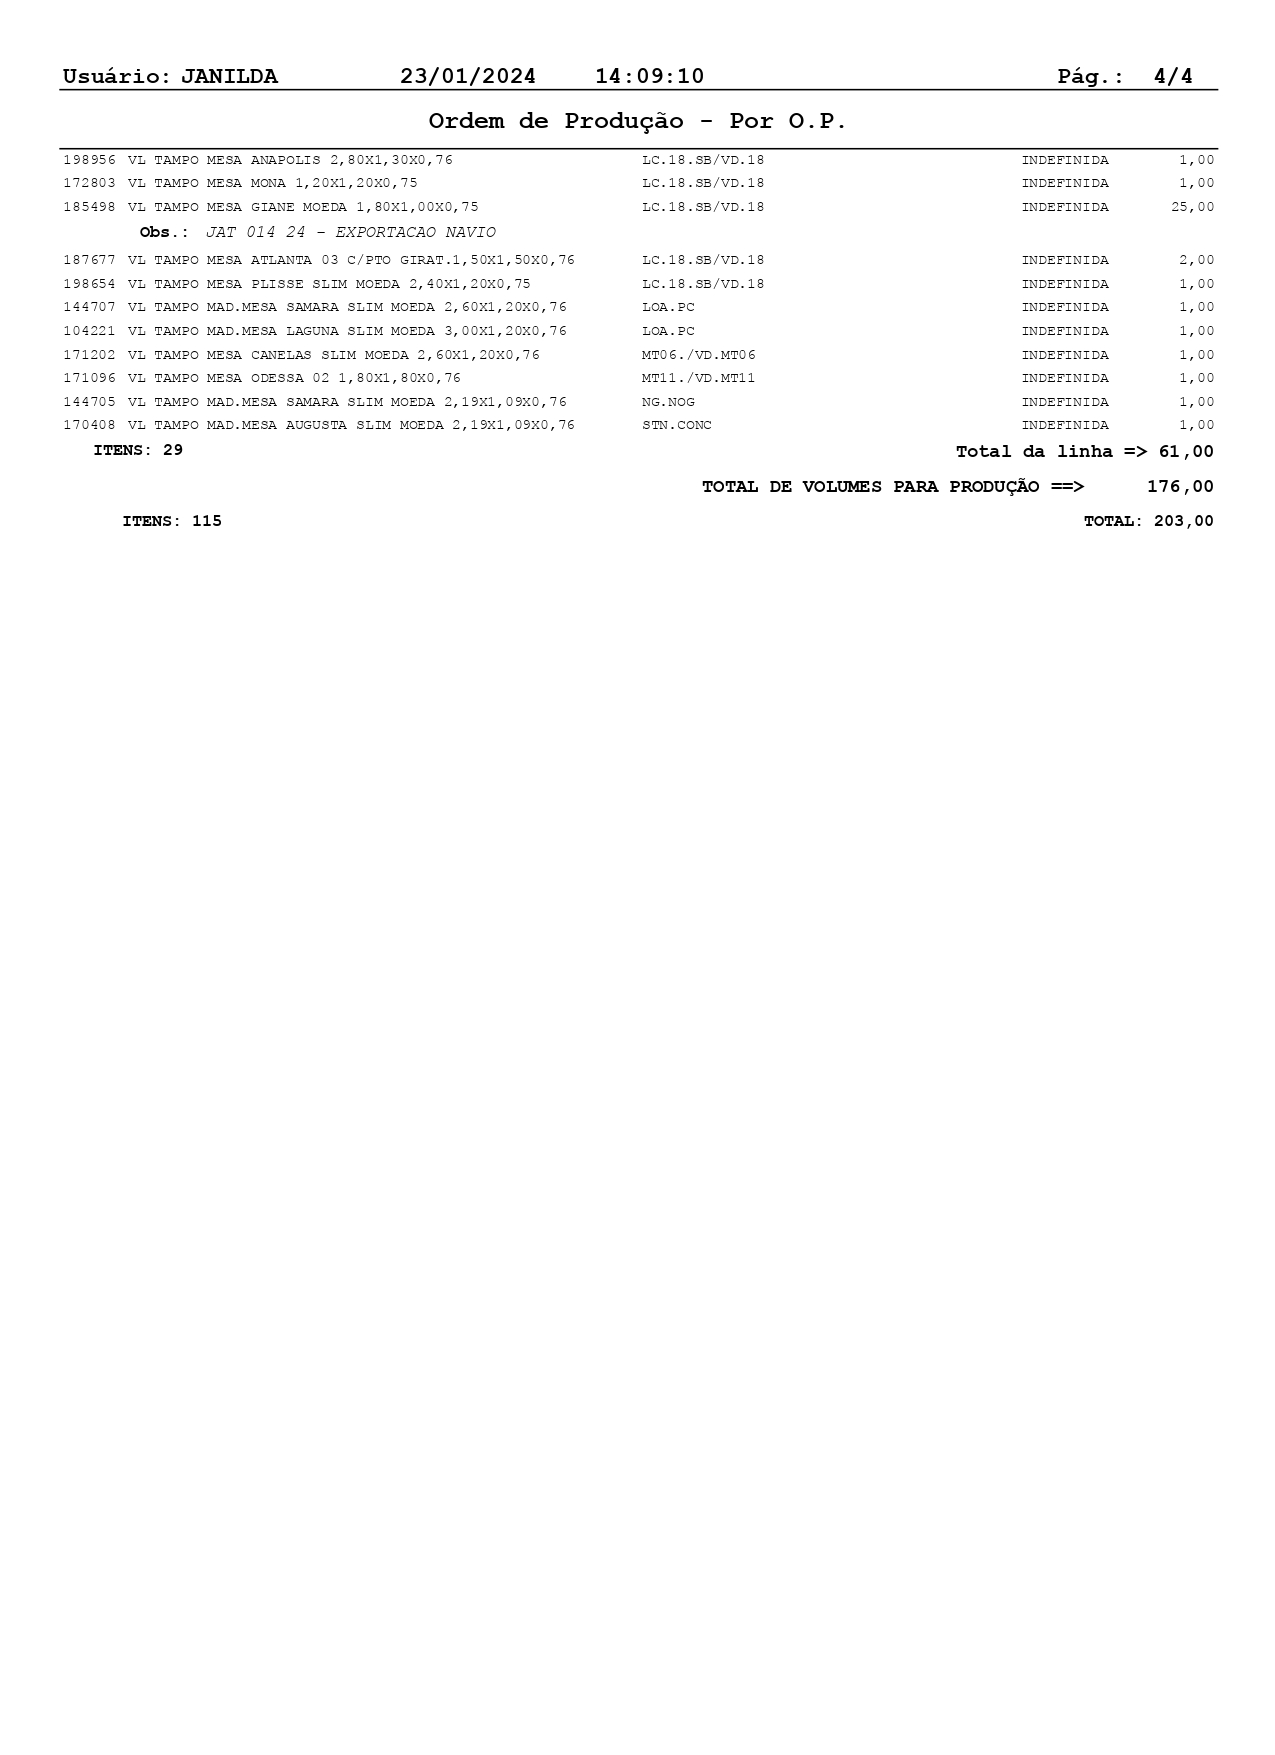 Usuário: JANILDA 23/01/2024 14:09:10 Pág.: 4/4
Ordem de Produção - Por O.P.
198956 VL TAMPO MESA ANAPOLIS 2,80X1,30X0,76 LC.18.SB/VD.18 INDEFINIDA 1,00
172803 VL TAMPO MESA MONA 1,20X1,20X0,75 LC.18.SB/VD.18 INDEFINIDA 1,00
185498 VL TAMPO MESA GIANE MOEDA 1,80X1,00X0,75 LC.18.SB/VD.18 INDEFINIDA 25,00
Obs.: JAT 014 24 - EXPORTACAO NAVIO
187677 VL TAMPO MESA ATLANTA 03 C/PTO GIRAT.1,50X1,50X0,76 LC.18.SB/VD.18 INDEFINIDA 2,00
198654 VL TAMPO MESA PLISSE SLIM MOEDA 2,40X1,20X0,75 LC.18.SB/VD.18 INDEFINIDA 1,00
144707 VL TAMPO MAD.MESA SAMARA SLIM MOEDA 2,60X1,20X0,76 LOA.PC INDEFINIDA 1,00
104221 VL TAMPO MAD.MESA LAGUNA SLIM MOEDA 3,00X1,20X0,76 LOA.PC INDEFINIDA 1,00
171202 VL TAMPO MESA CANELAS SLIM MOEDA 2,60X1,20X0,76 MT06./VD.MT06 INDEFINIDA 1,00
171096 VL TAMPO MESA ODESSA 02 1,80X1,80X0,76 MT11./VD.MT11 INDEFINIDA 1,00
144705 VL TAMPO MAD.MESA SAMARA SLIM MOEDA 2,19X1,09X0,76 NG.NOG INDEFINIDA 1,00
170408 VL TAMPO MAD.MESA AUGUSTA SLIM MOEDA 2,19X1,09X0,76 STN.CONC INDEFINIDA 1,00
ITENS: 29 Total da linha => 61,00
TOTAL DE VOLUMES PARA PRODUÇÃO ==> 176,00
ITENS: 115 TOTAL: 203,00